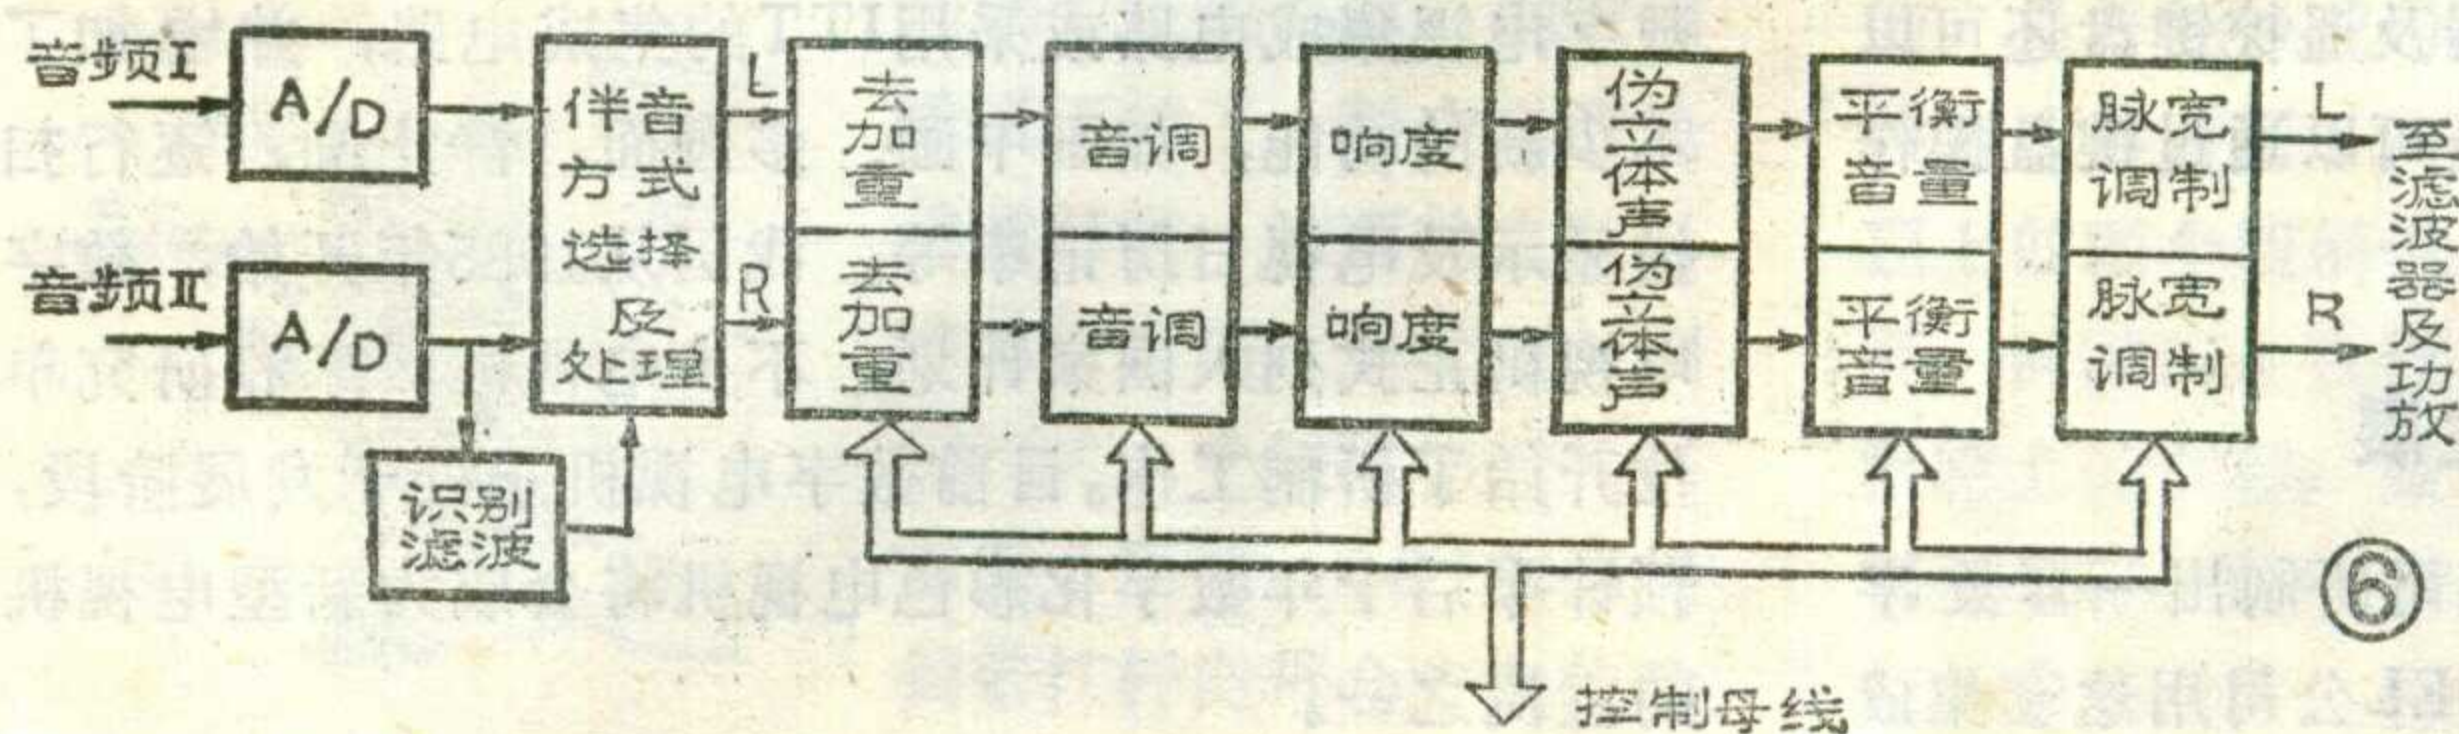 音频I
A/D
音频II
A/D
识别
滤波
伴音
方式
选择
及
处理
L
R
去加重
去加重
音调
音调
响度
响度
伪立体声
伪立体声
平衡
音量
平衡
音量
脉宽
调制
脉宽
调制
L
R
至滤波器及功放
控制母线
⑥